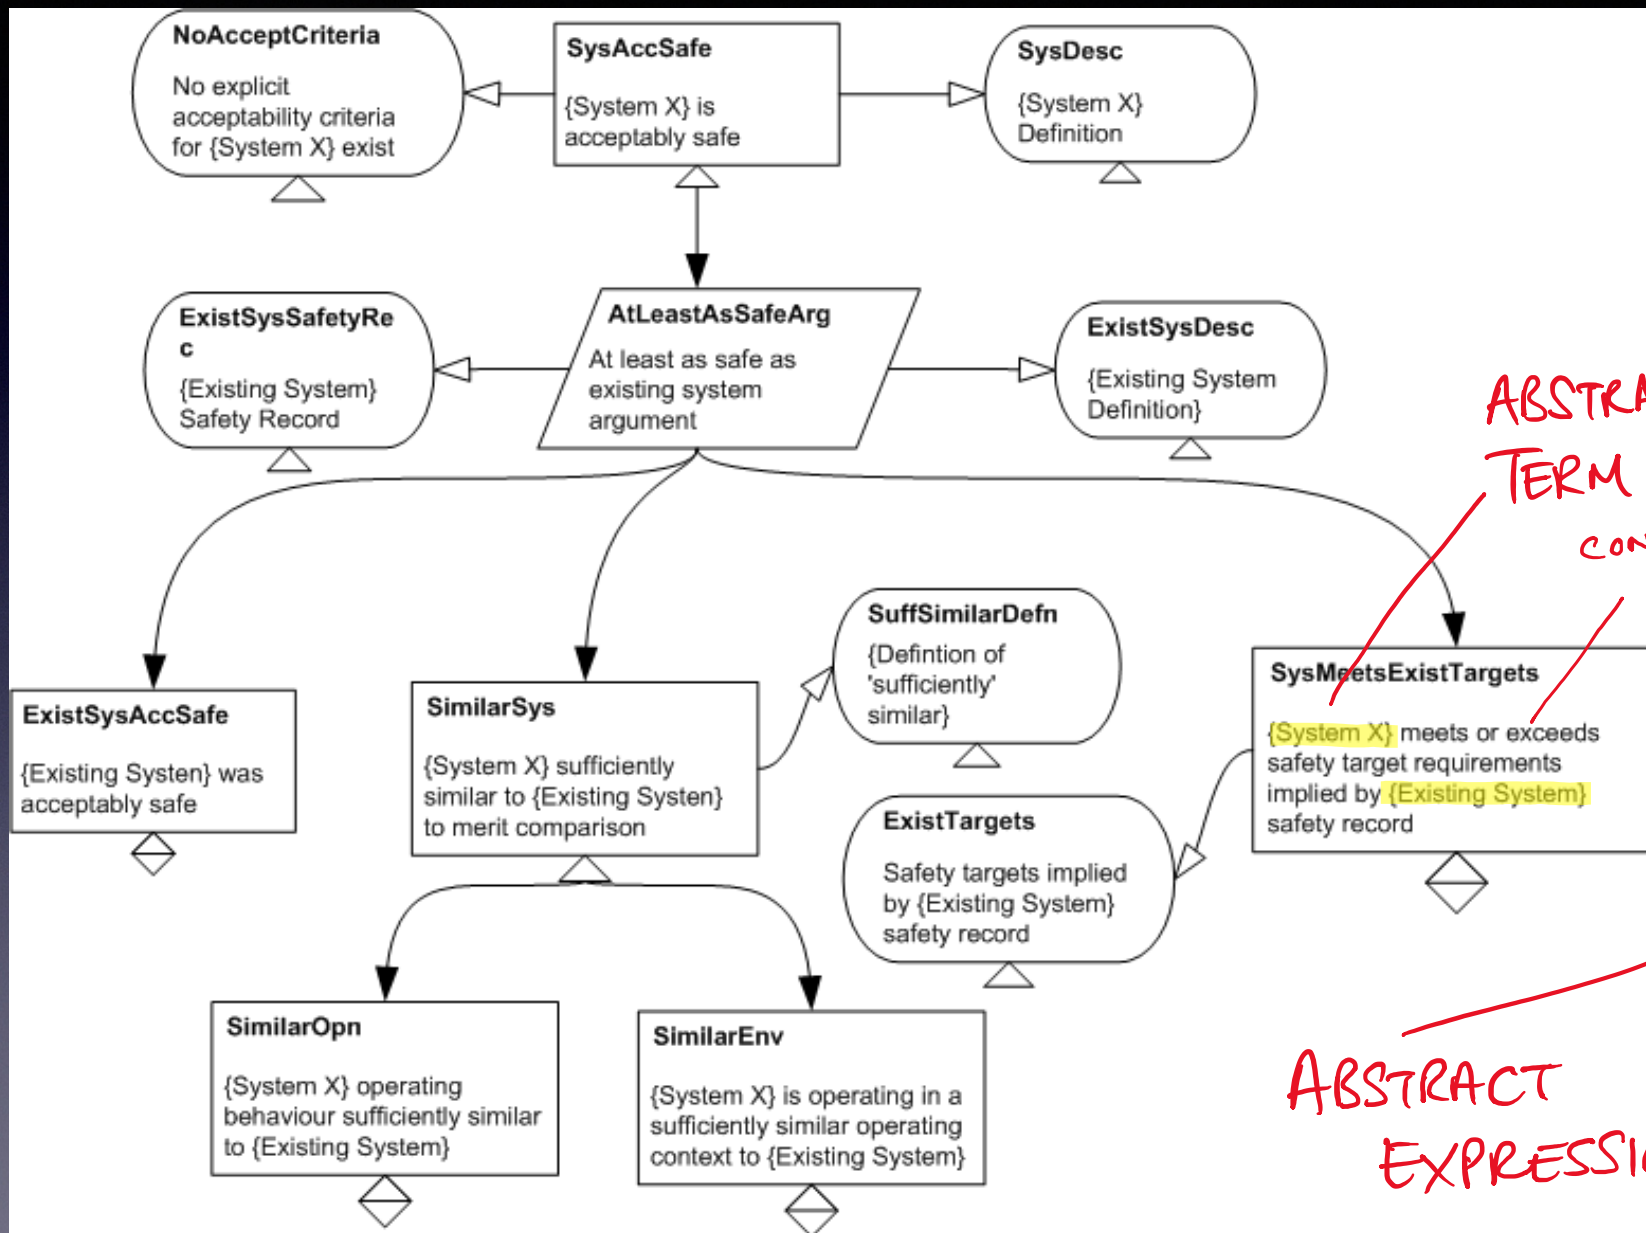 NoAcceptCriteria
No explicit
acceptability criteria
for {System X} exist
SysAccSafe
{System X} is
acceptably safe
SysDesc
{System X}
Definition
ExistSysSafetyRe
c
{Existing System}
Safety Record
AtLeastAsSafeArg
At least as safe as
existing system
argument
ExistSysDesc
{Existing System
Definition}
ABSTRA
TERM
CON
ExistSysAccSafe
{Existing Systen} was
acceptably safe
SimilarSys
{System X} sufficiently
similar to {Existing Systen}
to merit comparison
SuffSimilarDefn
{Defintion of
'sufficiently'
similar}
SysMeetsExistTargets
{System X} meets or exceeds
safety target requirements
implied by {Existing System}
safety record
ExistTargets
Safety targets implied
by {Existing System}
safety record
SimilarOpn
{System X} operating
behaviour sufficiently similar
to {Existing System}
SimilarEnv
{System X} is operating in a
sufficiently similar operating
context to {Existing System}
ABSTRACT
EXPRESSI